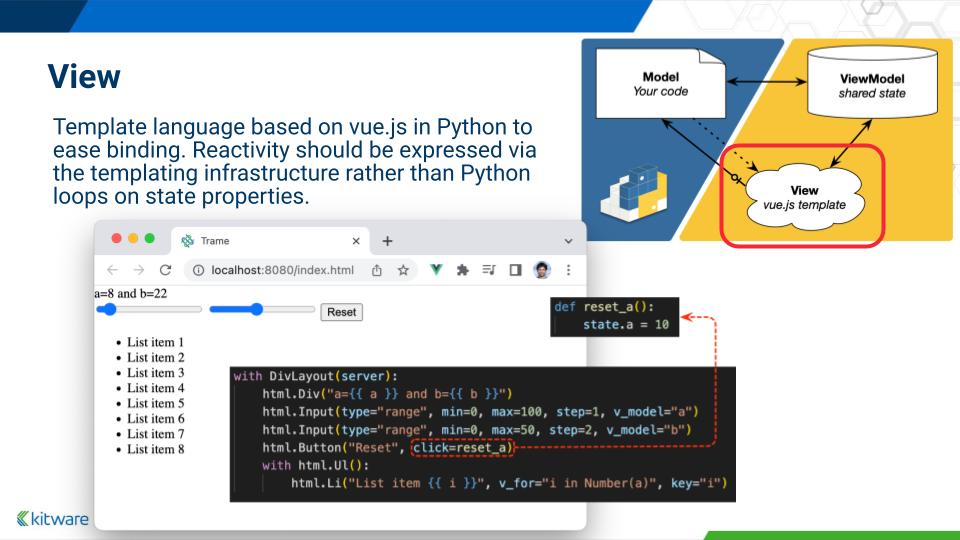 View
Template language based on vue.js in Python to
ease binding. Reactivity should be expressed via
the templating infrastructure rather than Python
loops on state properties.
Model
Your code
ViewModel
shared state
View
vue.js template
Trame
localhost:8080/index.html
a=8 and b=22
Reset
List item 1
List item 2
List item 3
List item 4
List item 5
List item 6
List item 7
List item 8
def reset_a():
    state.a = 10
with DivLayout(server):
    html.Div("a={{ a }} and b={{ b }}")
    html.Input(type="range", min=0, max=100, step=1, v_model="a")
    html.Input(type="range", min=0, max=50, step=2, v_model="b")
    html.Button("Reset", click=reset_a)
    with html.Ul():
        html.Li("List item {{ i }}", v_for="i in Number(a)", key="i")
kitware